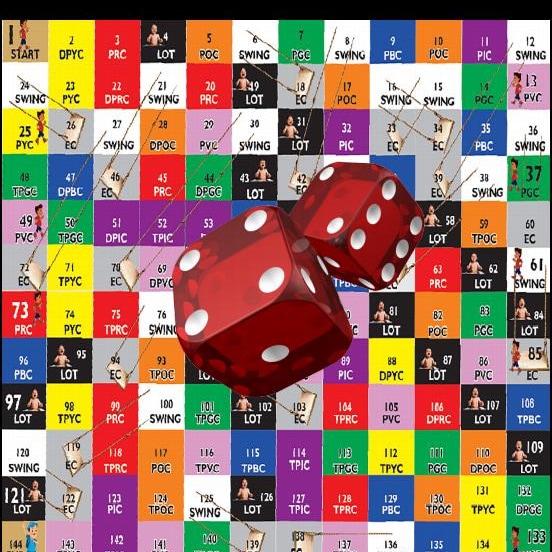 1 2 3 4 5 6 7 8 9 10 11 12
START DPYC PRC LOT POC SWING PGC SWING PBC POC PIC SWING
24 23 22 21 20 19 18 17 16 15 14 13
SWING PYC DPRC SWING PRC LOT EC POC SWING SWING PGC PVC
25 26 27 28 29 30 31 32 33 34 35 36
PYC EC SWING DPOC PVC SWING LOT PIC EC EC PBC SWING
48 47 46 45 44 43 42 39 38 37
TPGC DPBC EC PRC DPGC LOT EC EC SWING PGC
49 50 51 52 53 58 59 60
PVC TPGC DPIC TPIC LOT TPOC EC
72 71 70 69 63 62 61
EC TPYC EC DPV TPBC PRC LOT SWING
73 74 75 76 81 82 83 84
PRC PYC TPRC SWING LOT POC PGC LOT
96 95 94 93 89 88 87 86 85
PBC LOT EC TPOC LO PIC DPYC LOT PVC EC
97 98 99 100 101 102 103 104 105 106 107 108
LOT TPYC PRC SWING TPGC LOT EC TPRC PVC DPRC LOT TPBC
120 119 118 117 116 115 114 113 112 111 110 109
SWING EC TPRC POC TPVC TPBC TPIC TPGC TPYC PGC DPOC LOT
121 122 123 124 125 126 127 128 129 130 131 132
LOT EC PIC TPOC SWING LOT TPIC TPRC PBC TPOC TPYC DPGC
144 143 142 141 140 139 138 137 136 135 134 133